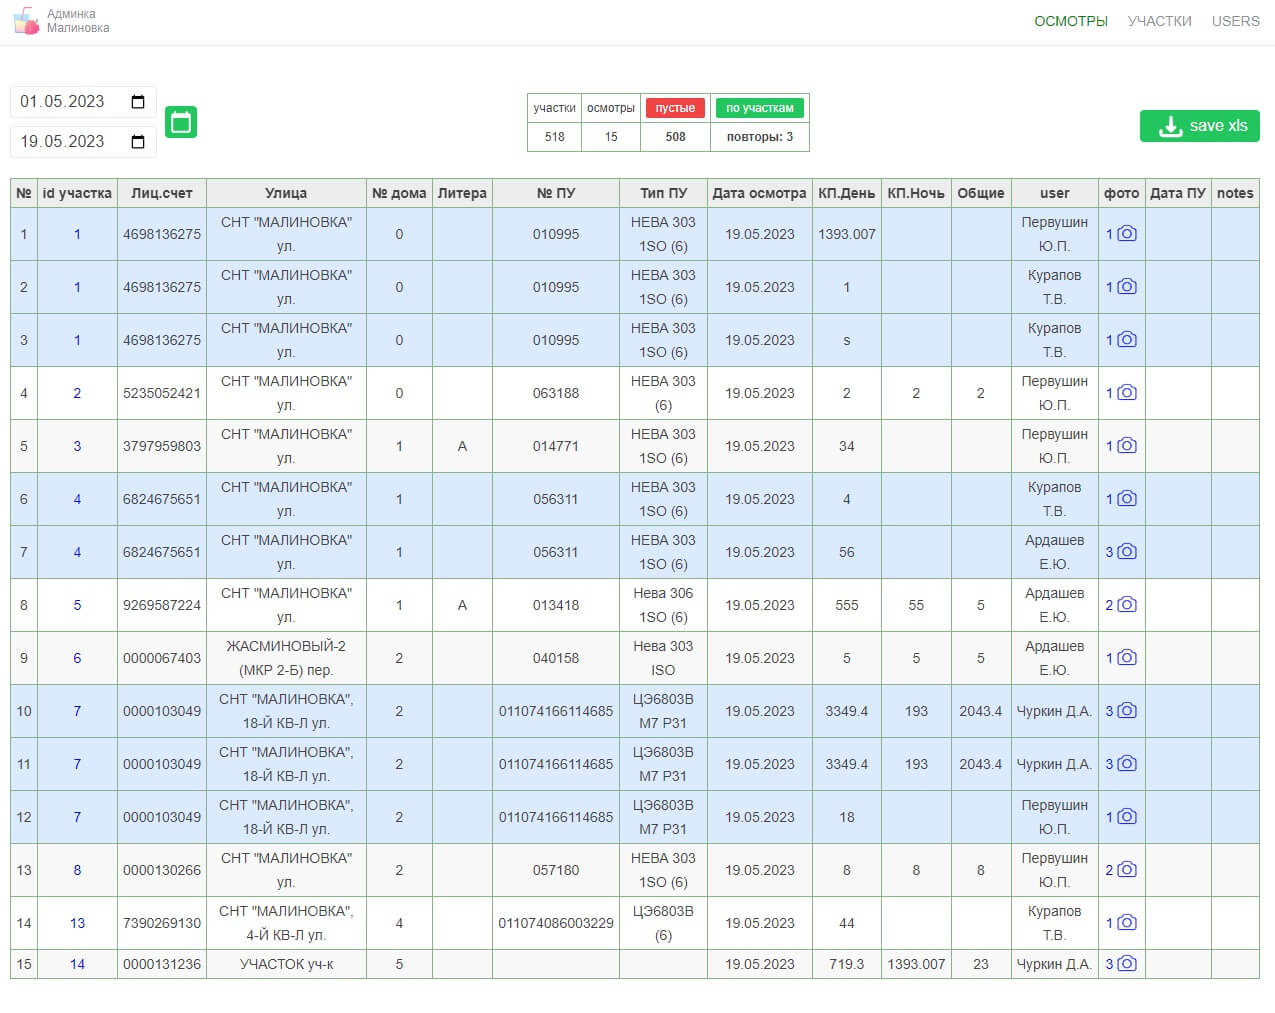 Админка
Малиновка
ОСМОТРЫ УЧАСТКИ USERS
01.05.2023
19.05.2023
участки осмотры пустые по участкам
518 15 508 повторы: 3
save xls
№ id участка Лиц.счет Улица № дома Литера № ПУ Тип ПУ Дата осмотра КП.День КП.Ночь Общие user фото Дата ПУ notes
1 1 4698136275 СНТ "МАЛИНОВКА" ул. 0 010995 НЕВА 303 1SO (6) 19.05.2023 1393.007 Первушин Ю.П. 1
2 1 4698136275 СНТ "МАЛИНОВКА" ул. 0 010995 НЕВА 303 1SO (6) 19.05.2023 1 Курапов Т.В. 1
3 1 4698136275 СНТ "МАЛИНОВКА" ул. 0 010995 НЕВА 303 1SO (6) 19.05.2023 s Курапов Т.В. 1
4 2 5235052421 СНТ "МАЛИНОВКА" ул. 0 063188 НЕВА 303 (6) 19.05.2023 2 2 2 Первушин Ю.П. 1
5 3 3797959803 СНТ "МАЛИНОВКА" ул. 1 А 014771 НЕВА 303 1SO (6) 19.05.2023 34 Первушин Ю.П. 1
6 4 6824675651 СНТ "МАЛИНОВКА" ул. 1 056311 НЕВА 303 1SO (6) 19.05.2023 4 Курапов Т.В. 1
7 4 6824675651 СНТ "МАЛИНОВКА" ул. 1 056311 НЕВА 303 1SO (6) 19.05.2023 56 Ардашев Е.Ю. 3
8 5 9269587224 СНТ "МАЛИНОВКА" ул. 1 А 013418 Нева 306 1SO (6) 19.05.2023 555 55 5 Ардашев Е.Ю. 2
9 6 0000067403 ЖАСМИНОВЫЙ-2 (МКР 2-Б) пер. 2 040158 Нева 303 ISO 19.05.2023 5 5 5 Ардашев Е.Ю. 1
10 7 0000103049 СНТ "МАЛИНОВКА", 18-Й КВ-Л ул. 2 011074166114685 ЦЭ6803В М7 Р31 19.05.2023 3349.4 193 2043.4 Чуркин Д.А. 3
11 7 0000103049 СНТ "МАЛИНОВКА", 18-Й КВ-Л ул. 2 011074166114685 ЦЭ6803В М7 Р31 19.05.2023 3349.4 193 2043.4 Чуркин Д.А. 3
12 7 0000103049 СНТ "МАЛИНОВКА", 18-Й КВ-Л ул. 2 011074166114685 ЦЭ6803В М7 Р31 19.05.2023 18 Первушин Ю.П. 1
13 8 0000130266 СНТ "МАЛИНОВКА" ул. 2 057180 НЕВА 303 1SO (6) 19.05.2023 8 8 8 Первушин Ю.П. 2
14 13 7390269130 СНТ "МАЛИНОВКА", 4-Й КВ-Л ул. 4 011074086003229 ЦЭ6803В (6) 19.05.2023 44 Курапов Т.В. 1
15 14 0000131236 УЧАСТОК уч-к 5 19.05.2023 719.3 1393.007 23 Чуркин Д.А. 3